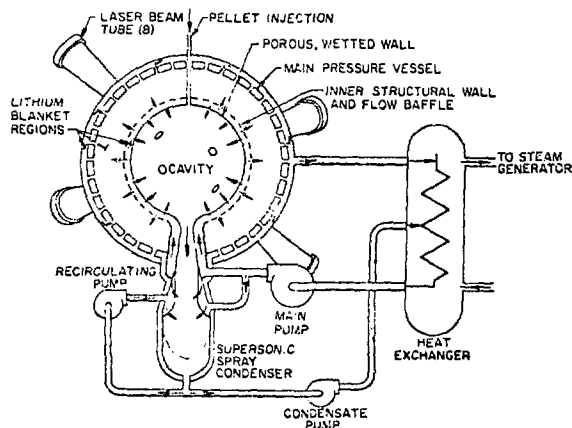 LASER BEAM
TUBE (8)
PELLET INJECTION
POROUS, WETTED WALL
MAIN PRESSURE VESSEL
INNER STRUCTURAL WALL
AND FLOW BAFFLE
LITHIUM
BLANKET
REGIONS
CAVITY
TO STEAM
GENERATOR
RECIRCULATING
PUMP
MAIN
PUMP
HEAT
EXCHANGER
SUPERSON.C
SPRAY
CONDENSER
CONDENSATE
PUMP